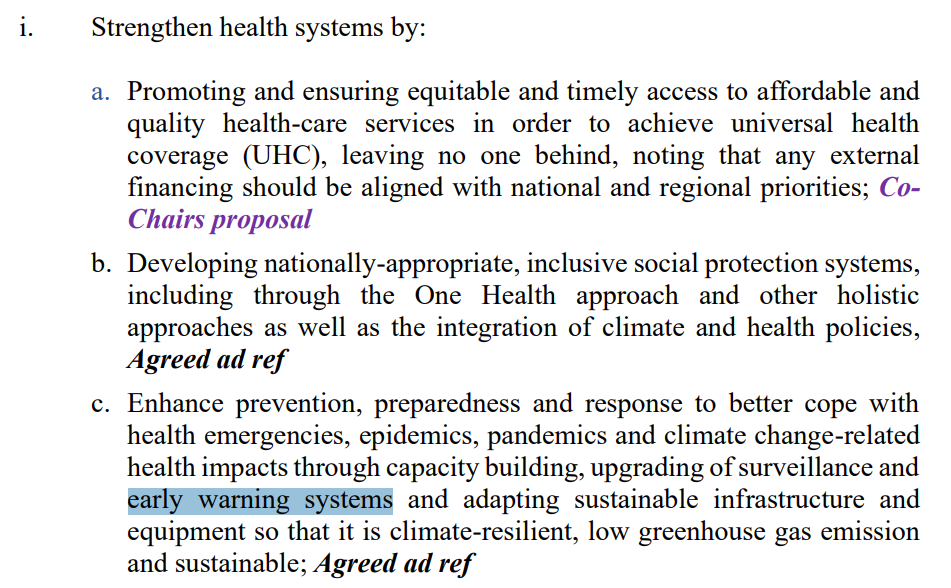 i. Strengthen health systems by:
a. Promoting and ensuring equitable and timely access to affordable and
quality health-care services in order to achieve universal health
coverage (UHC), leaving no one behind, noting that any external
financing should be aligned with national and regional priorities; Co-
Chairs proposal
b. Developing nationally-appropriate, inclusive social protection systems,
including through the One Health approach and other holistic
approaches as well as the integration of climate and health policies,
Agreed ad ref
c. Enhance prevention, preparedness and response to better cope with
health emergencies, epidemics, pandemics and climate change-related
health impacts through capacity building, upgrading of surveillance and
early warning systems and adapting sustainable infrastructure and
equipment so that it is climate-resilient, low greenhouse gas emission
and sustainable; Agreed ad ref